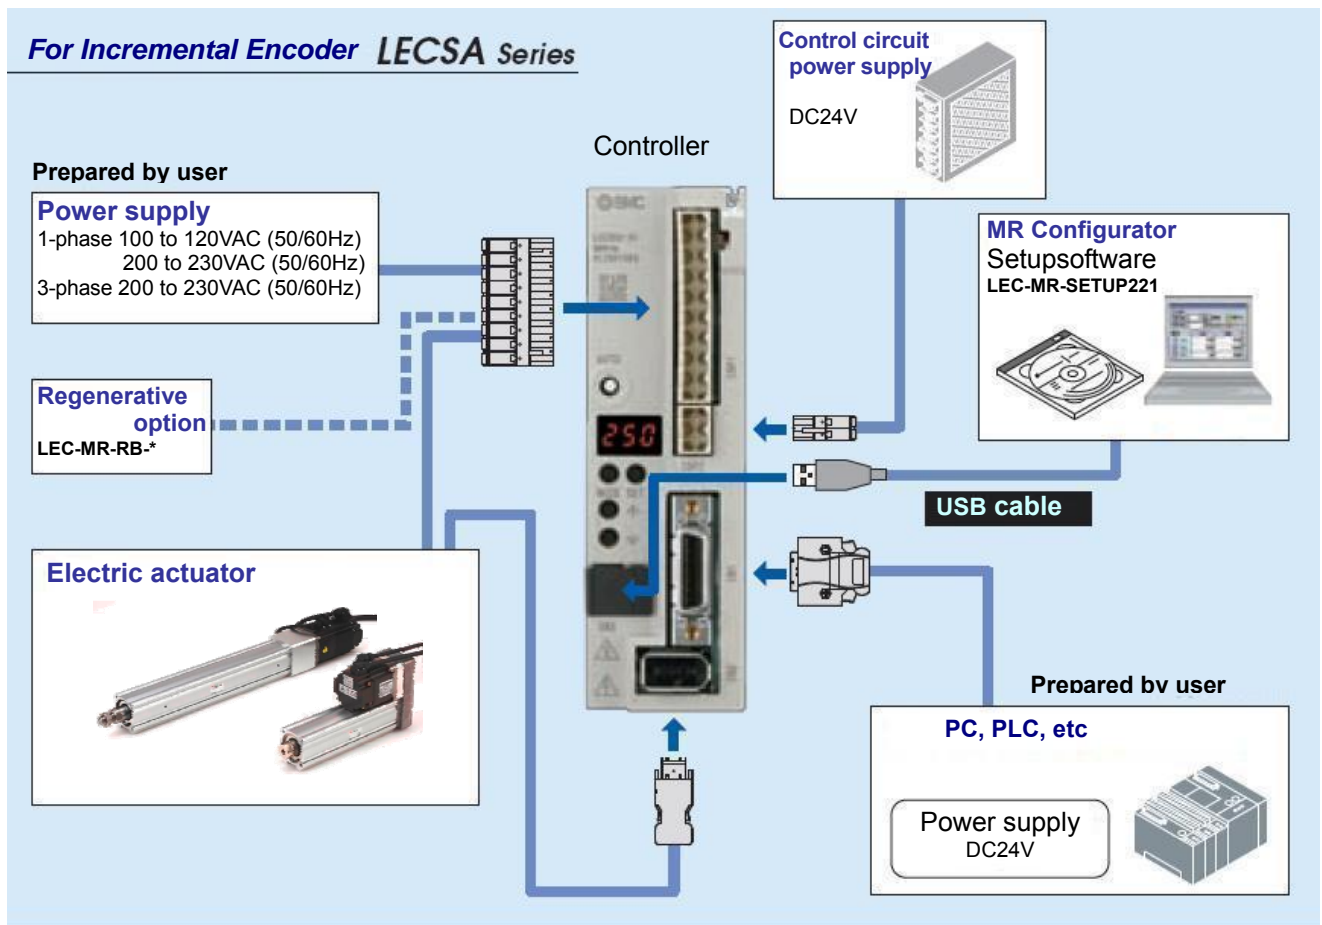 For Incremental Encoder LECSA Series
Control circuit
power supply
DC24V
Controller
Prepared by user
Power supply
1-phase 100 to 120VAC (50/60Hz)
200 to 230VAC (50/60Hz)
3-phase 200 to 230VAC (50/60Hz)
MR Configurator
Setupsoftware
LEC-MR-SETUP221
Regenerative
option
LEC-MR-RB-*
SMC
250
USB cable
Electric actuator
Prepared by user
PC, PLC, etc
Power supply
DC24V